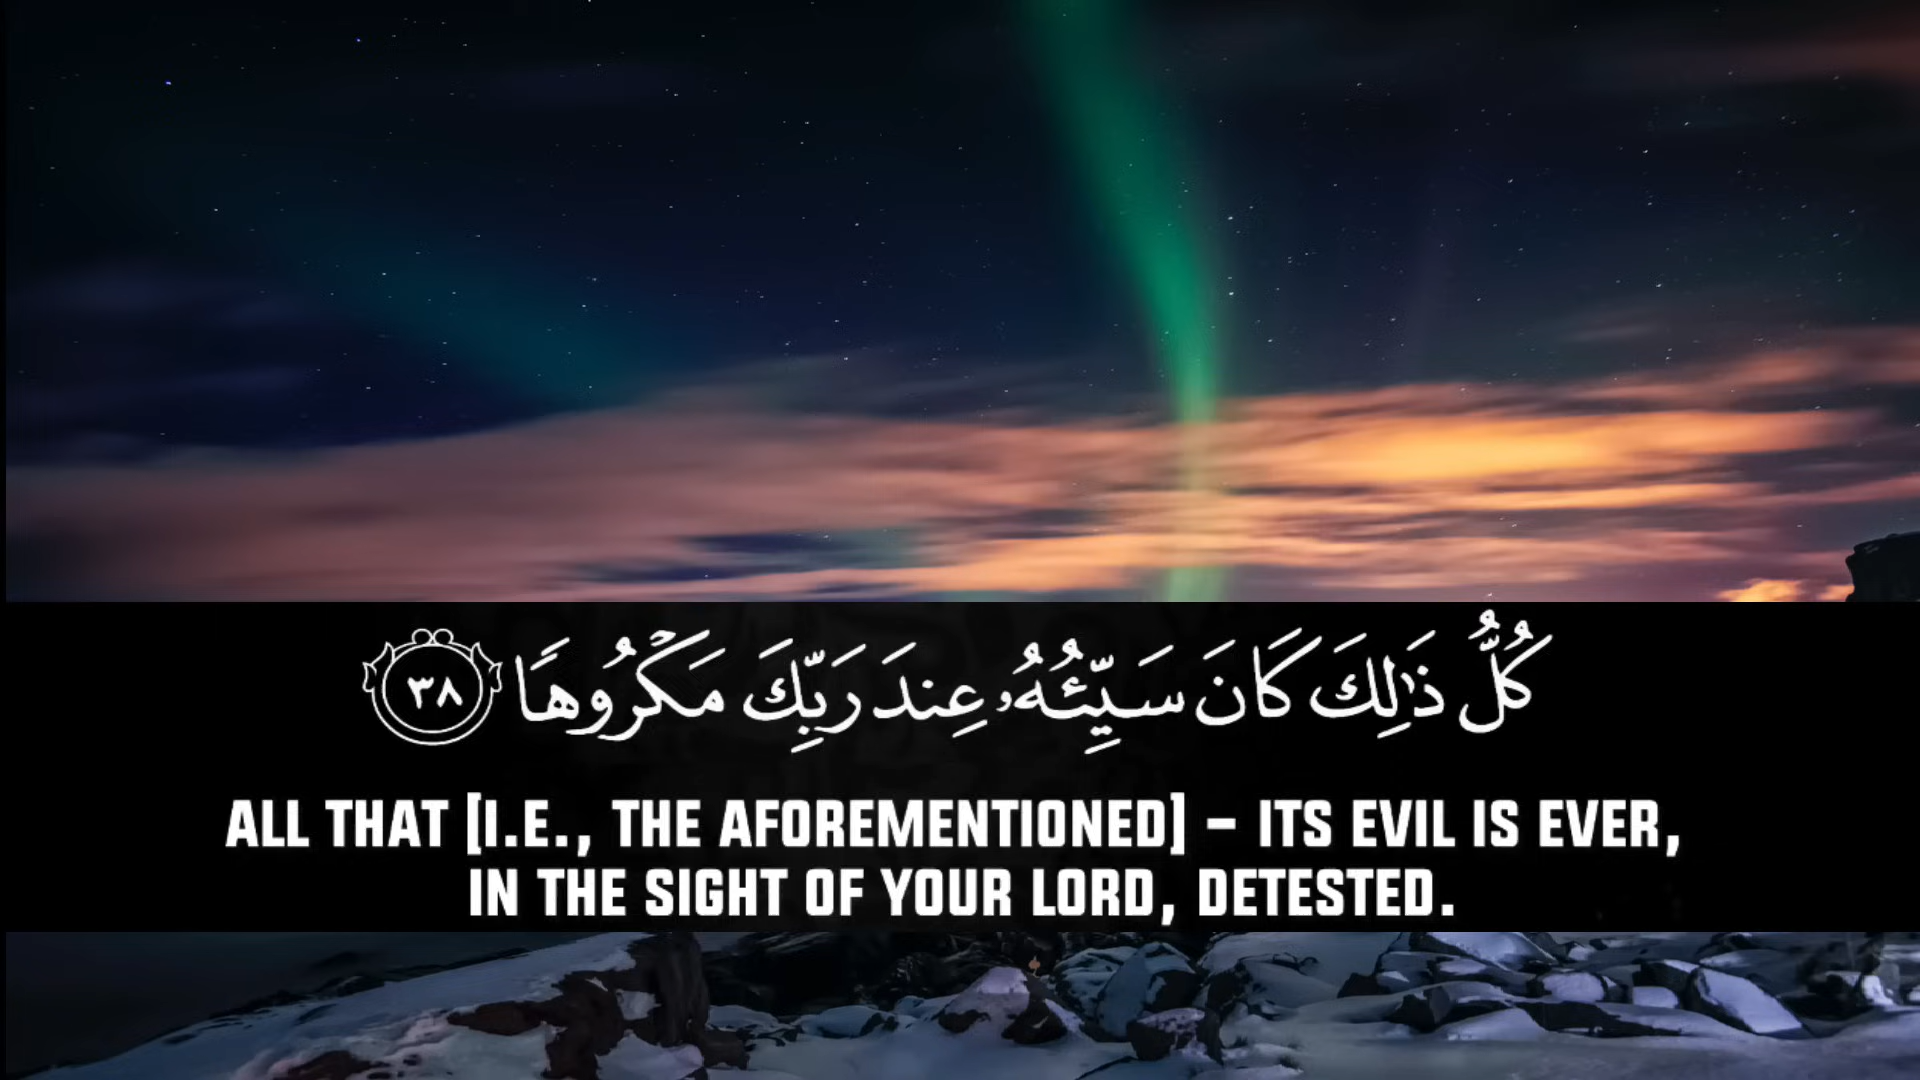 كُلُّ ذَٰلِكَ كَانَ سَيِّئُهُۥ عِندَ رَبِّكَ مَكْرُوهًا ٣٨
ALL THAT [I.E., THE AFOREMENTIONED] – ITS EVIL IS EVER,
IN THE SIGHT OF YOUR LORD, DETESTED.